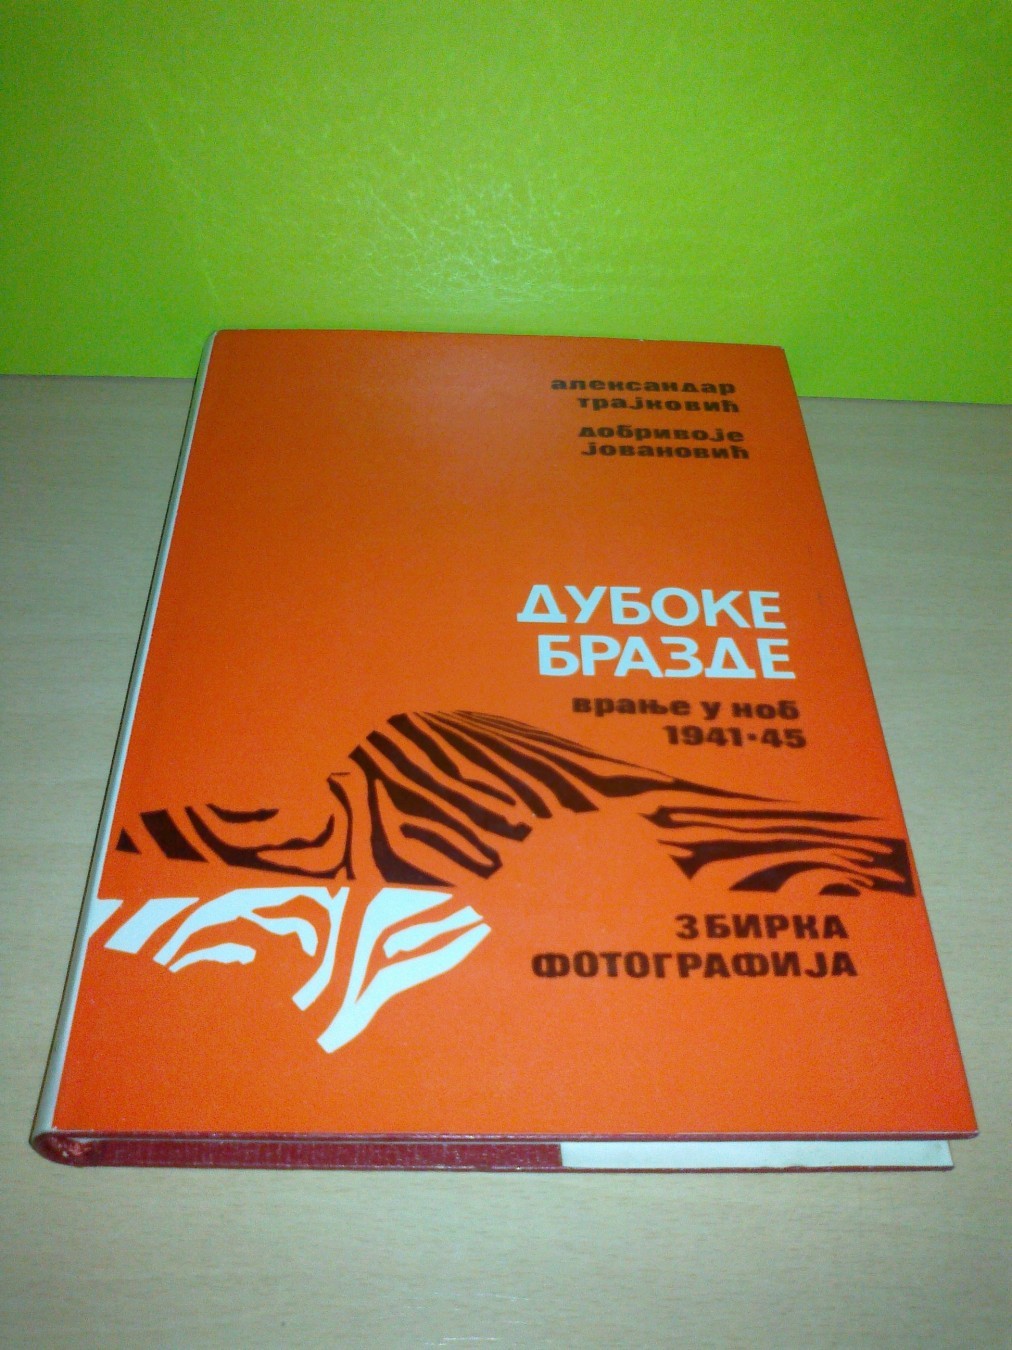 александар
трајковић
добривоје
јовановић
ДУБОКЕ
БРАЗДЕ
врање у ноб
1941·45
ЗБИРКА
ФОТОГРАФИЈА